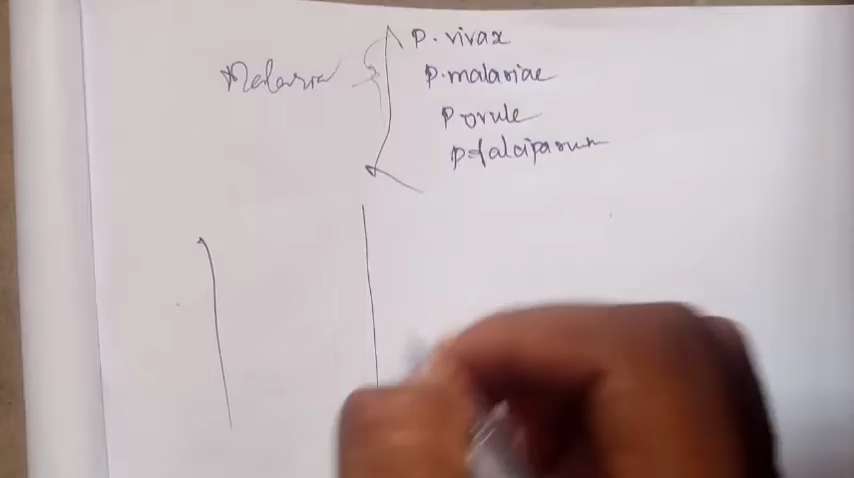 Malaria
P. vivax
P. malariae
P ovule
P falciparum